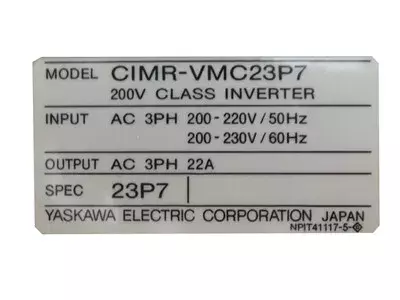 MODEL CIMR-VMC23P7
200V CLASS INVERTER
INPUT AC 3PH 200-220V/50Hz
200-230V/60Hz
OUTPUT AC 3PH 22A
SPEC 23P7
YASKAWA ELECTRIC CORPORATION JAPAN
NPIT41117-5-